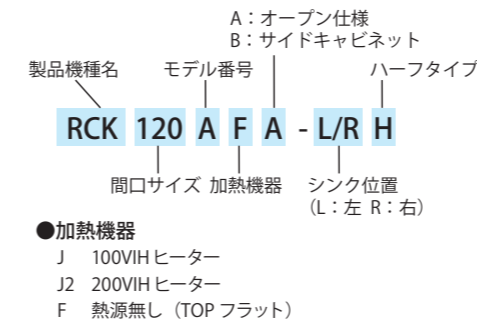 A：オープン仕様
B：サイドキャビネット
製品機種名 モデル番号 ハーフタイプ
RCK 120 A F A - L/R H
間口サイズ 加熱機器 シンク位置
（L：左 R：右）
●加熱機器
J 100VIHヒーター
J2 200VIHヒーター
F 熱源無し（TOPフラット）